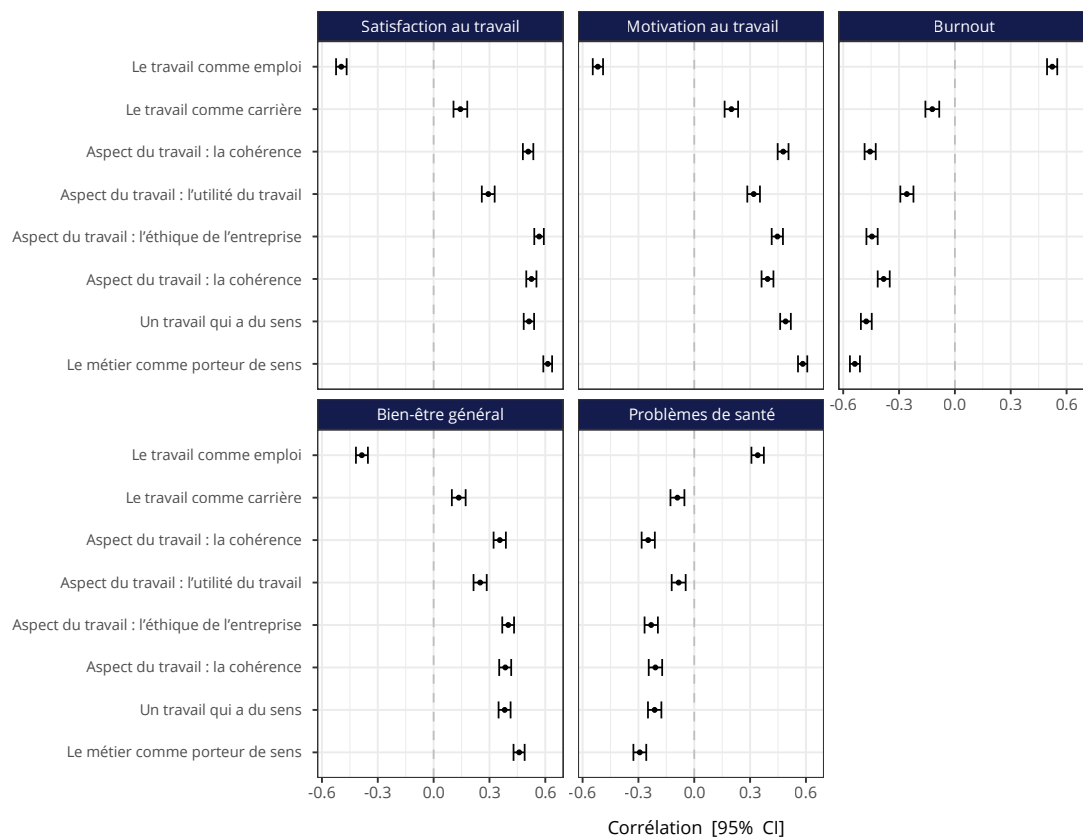 Satisfaction au travail
Motivation au travail
Burnout
Le travail comme emploi
Le travail comme carrière
Aspect du travail : la cohérence
Aspect du travail : l’utilité du travail
Aspect du travail : l’éthique de l’entreprise
Aspect du travail : la cohérence
Un travail qui a du sens
Le métier comme porteur de sens
-0.6 -0.3 0.0 0.3 0.6
Bien-être général
Problèmes de santé
Le travail comme emploi
Le travail comme carrière
Aspect du travail : la cohérence
Aspect du travail : l’utilité du travail
Aspect du travail : l’éthique de l’entreprise
Aspect du travail : la cohérence
Un travail qui a du sens
Le métier comme porteur de sens
-0.6 -0.3 0.0 0.3 0.6
-0.6 -0.3 0.0 0.3 0.6
Corrélation [95% CI]